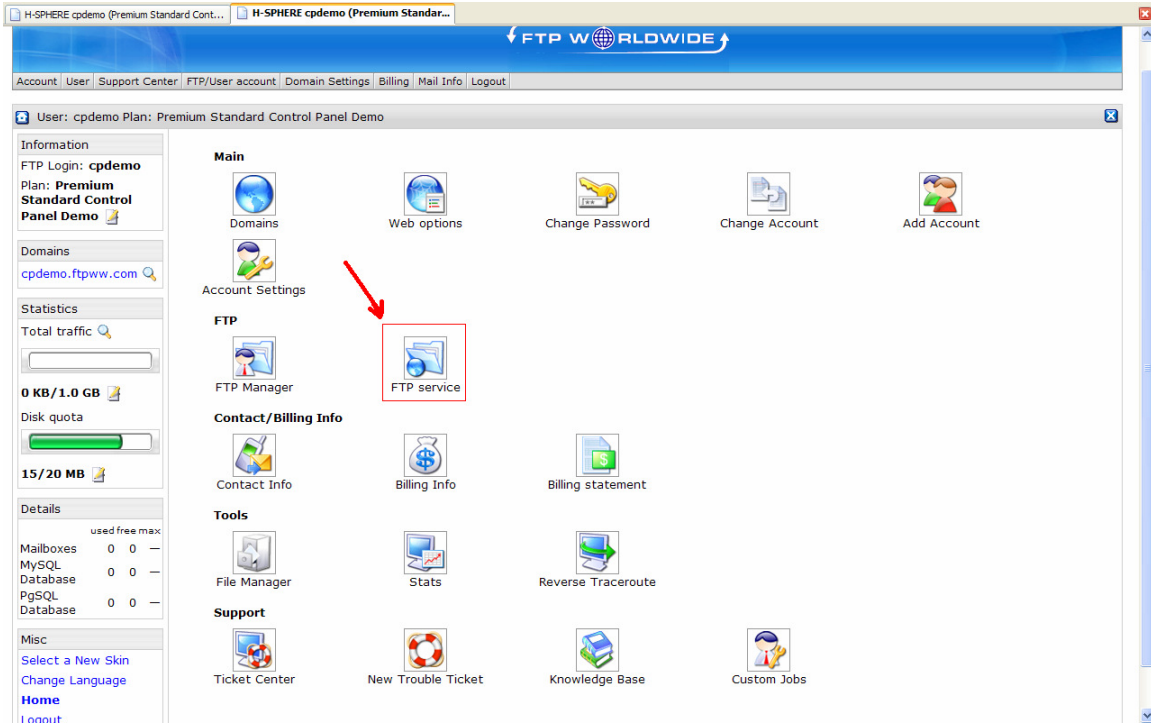 H-SPHERE cpdemo (Premium Standard Cont...
H-SPHERE cpdemo (Premium Standar...
FTP WORLDWIDE
Account User Support Center FTP/User account Domain Settings Billing Mail Info Logout
User: cpdemo Plan: Premium Standard Control Panel Demo
Information
FTP Login: cpdemo
Plan: Premium
Standard Control
Panel Demo
Domains
cpdemo.ftpww.com
Statistics
Total traffic
0 KB/1.0 GB
Disk quota
15/20 MB
Details
used free max
Mailboxes 0 0 —
MySQL
Database 0 0 —
PgSQL
Database 0 0 —
Misc
Select a New Skin
Change Language
Home
Logout
Main
Domains
Web options
Change Password
Change Account
Add Account
Account Settings
FTP
FTP Manager
FTP service
Contact/Billing Info
Contact Info
Billing Info
Billing statement
Tools
File Manager
Stats
Reverse Traceroute
Support
Ticket Center
New Trouble Ticket
Knowledge Base
Custom Jobs